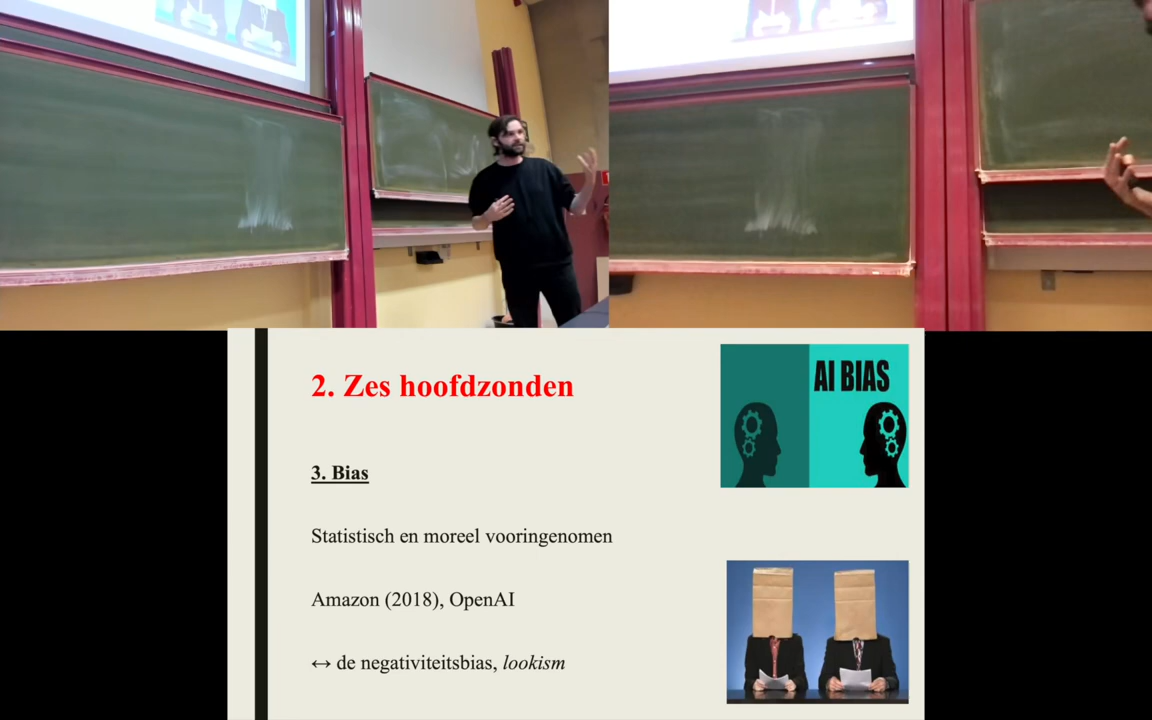 2. Zes hoofdzonden
AI BIAS
3. Bias
Statistisch en moreel vooringenomen
Amazon (2018), OpenAI
↔ de negativiteitsbias, lookism